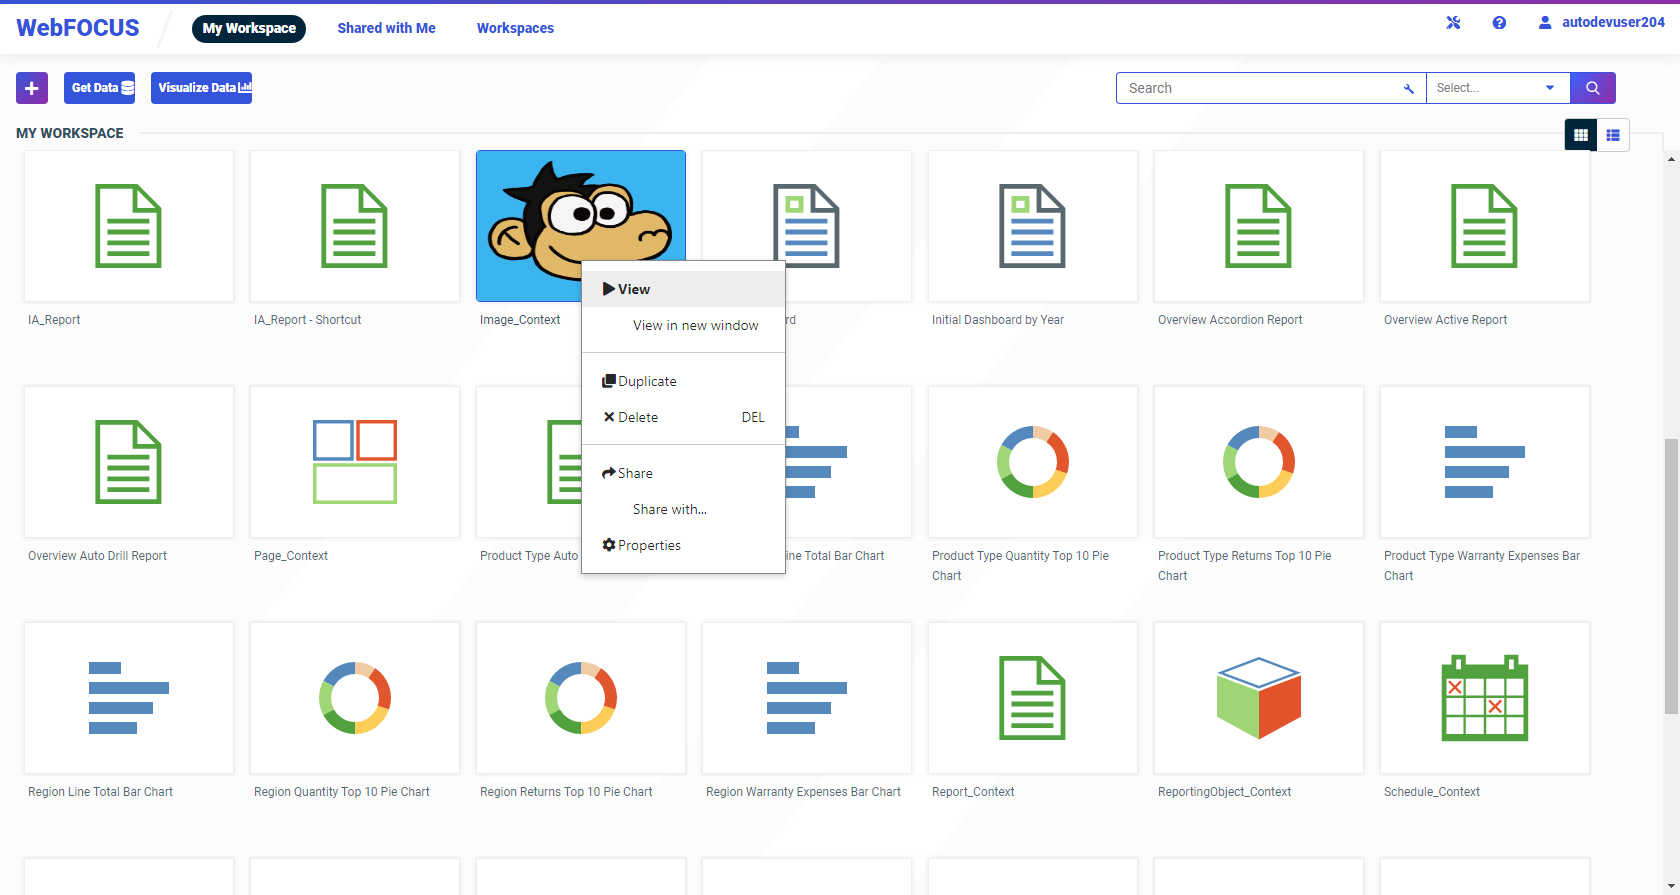 WebFOCUS
My Workspace
Shared with Me
Workspaces
autodevuser204
Get Data
Visualize Data
Search
Select...
MY WORKSPACE
IA_Report
IA_Report - Shortcut
Image_Context
rd
Initial Dashboard by Year
Overview Accordion Report
Overview Active Report
View
View in new window
Duplicate
Delete DEL
Share
Share with...
Properties
Overview Auto Drill Report
Page_Context
Product Type Auto
ine Total Bar Chart
Product Type Quantity Top 10 Pie
Chart
Product Type Returns Top 10 Pie
Chart
Product Type Warranty Expenses Bar
Chart
Region Line Total Bar Chart
Region Quantity Top 10 Pie Chart
Region Returns Top 10 Pie Chart
Region Warranty Expenses Bar Chart
Report_Context
ReportingObject_Context
Schedule_Context